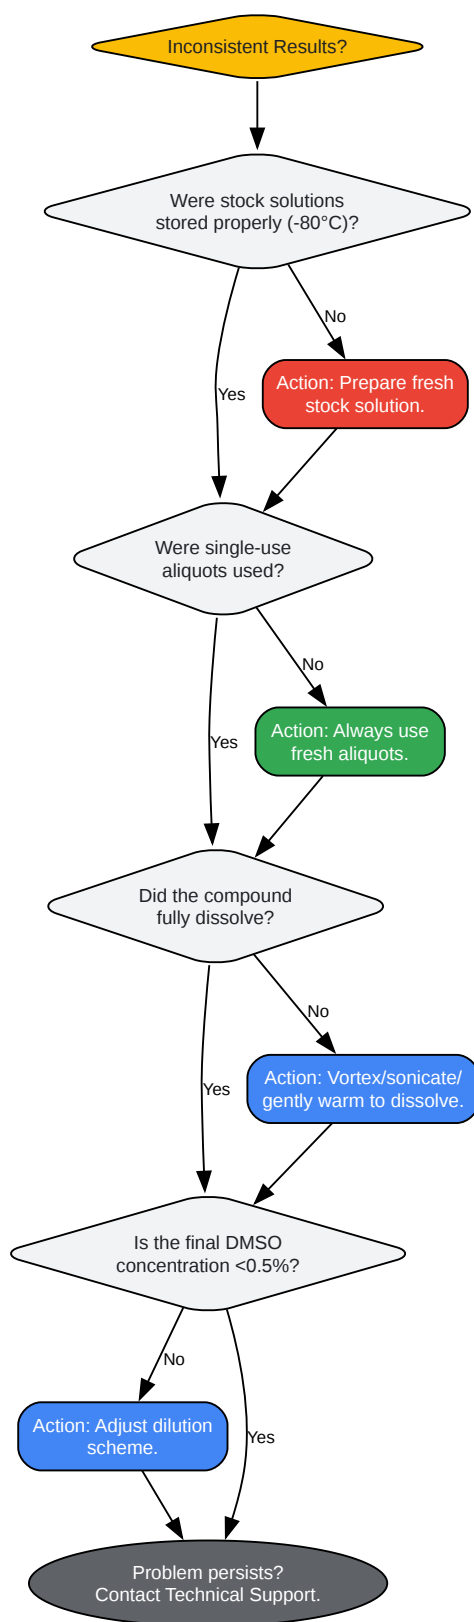 Inconsistent Results?
Were stock solutions
stored properly (-80°C)?
No
Yes
Action: Prepare fresh
stock solution.
Were single-use
aliquots used?
No
Yes
Action: Always use
fresh aliquots.
Did the compound
fully dissolve?
No
Yes
Action: Vortex/sonicate/
gently warm to dissolve.
Is the final DMSO
concentration <0.5%?
No
Yes
Action: Adjust dilution
scheme.
Problem persists?
Contact Technical Support.